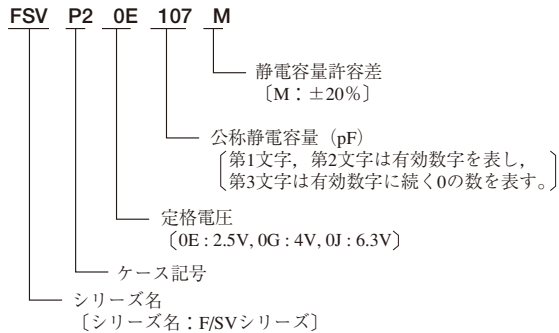 FSV P2 0E 107 M
静電容量許容差
〔M：±20%〕
公称静電容量（pF）
第1文字，第2文字は有効数字を表し，
第3文字は有効数字に続く0の数を表す。
定格電圧
〔0E : 2.5V, 0G : 4V, 0J : 6.3V〕
ケース記号
シリーズ名
〔シリーズ名：F/SVシリーズ〕